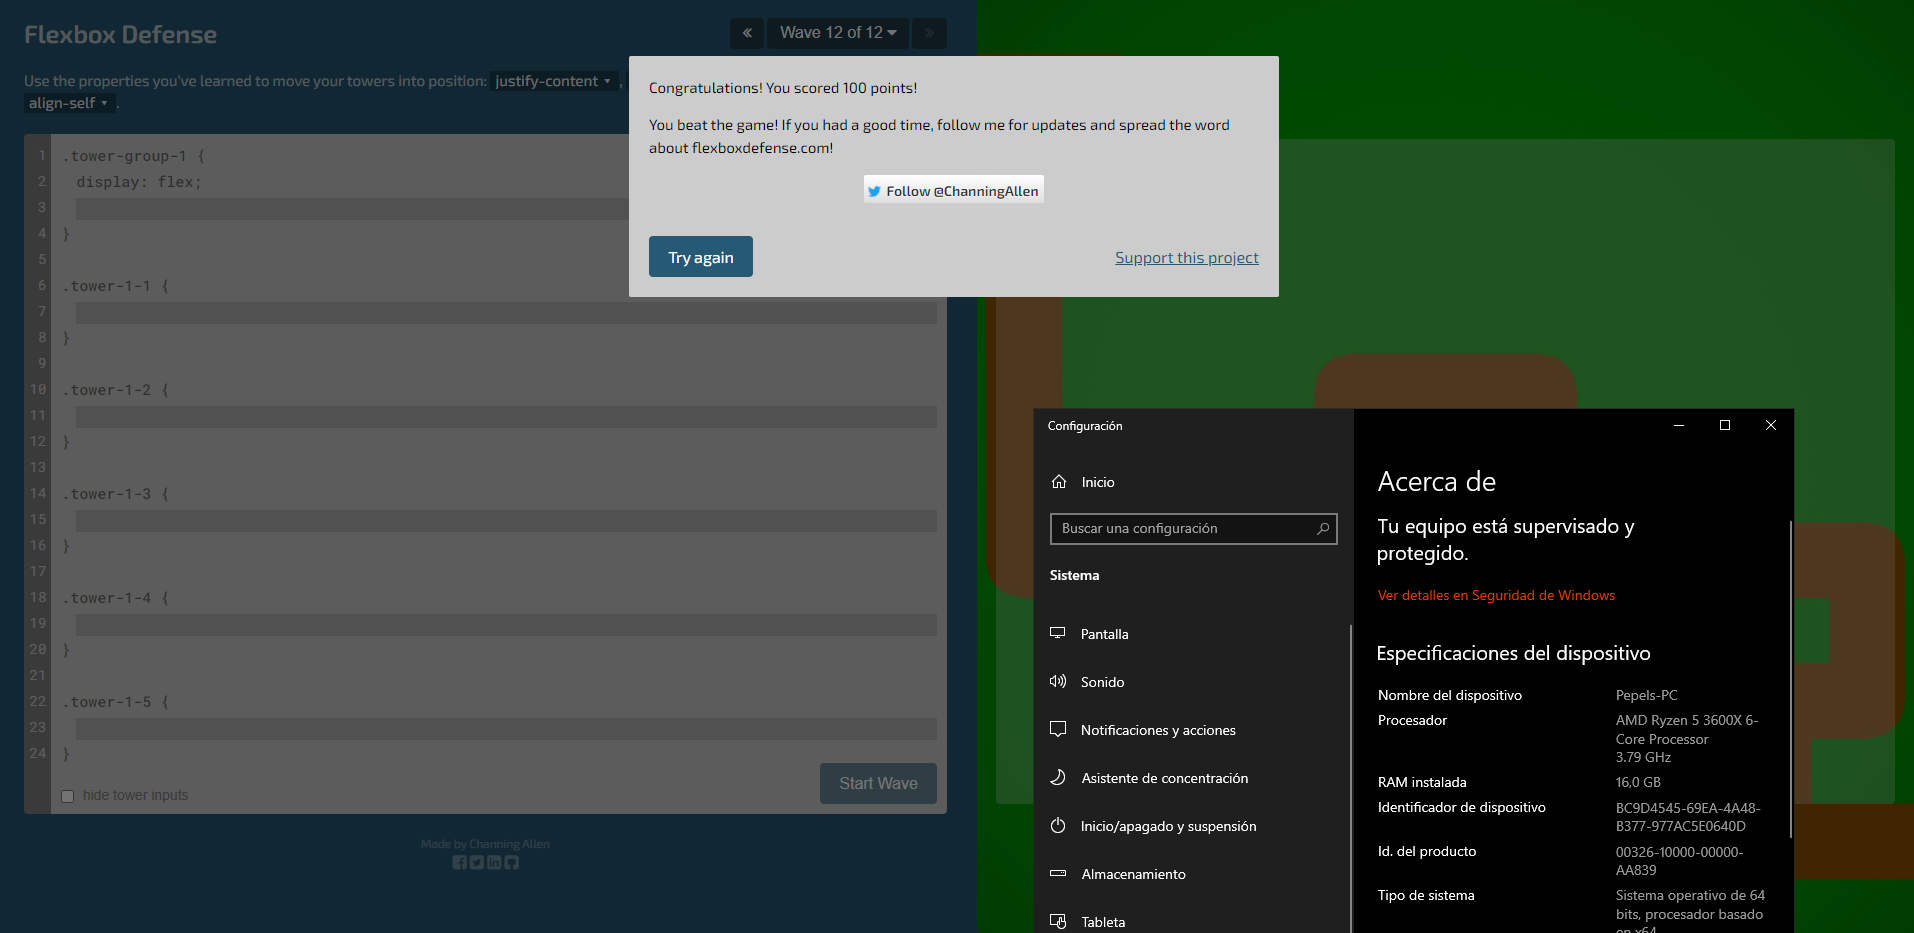 Flexbox Defense
«
Wave 12 of 12
»
Use the properties you've learned to move your towers into position: justify-content ,
align-self .
1 .tower-group-1 {
2 display: flex;
3
4 }
5
6 .tower-1-1 {
7
8 }
9
10 .tower-1-2 {
11
12 }
13
14 .tower-1-3 {
15
16 }
17
18 .tower-1-4 {
19
20 }
21
22 .tower-1-5 {
23
24 }
hide tower inputs
Start Wave
Made by Channing Allen
Congratulations! You scored 100 points!
You beat the game! If you had a good time, follow me for updates and spread the word
about flexboxdefense.com!
Follow @ChanningAllen
Try again
Support this project
Configuración
Inicio
Buscar una configuración
Sistema
Pantalla
Sonido
Notificaciones y acciones
Asistente de concentración
Inicio/apagado y suspensión
Almacenamiento
Tableta
Acerca de
Tu equipo está supervisado y
protegido.
Ver detalles en Seguridad de Windows
Especificaciones del dispositivo
Nombre del dispositivo Pepels-PC
Procesador AMD Ryzen 5 3600X 6-
Core Processor
3.79 GHz
RAM instalada 16,0 GB
Identificador de dispositivo BC9D4545-69EA-4A48-
B377-977AC5E0640D
Id. del producto 00326-10000-00000-
AA839
Tipo de sistema Sistema operativo de 64
bits, procesador basado
en x64